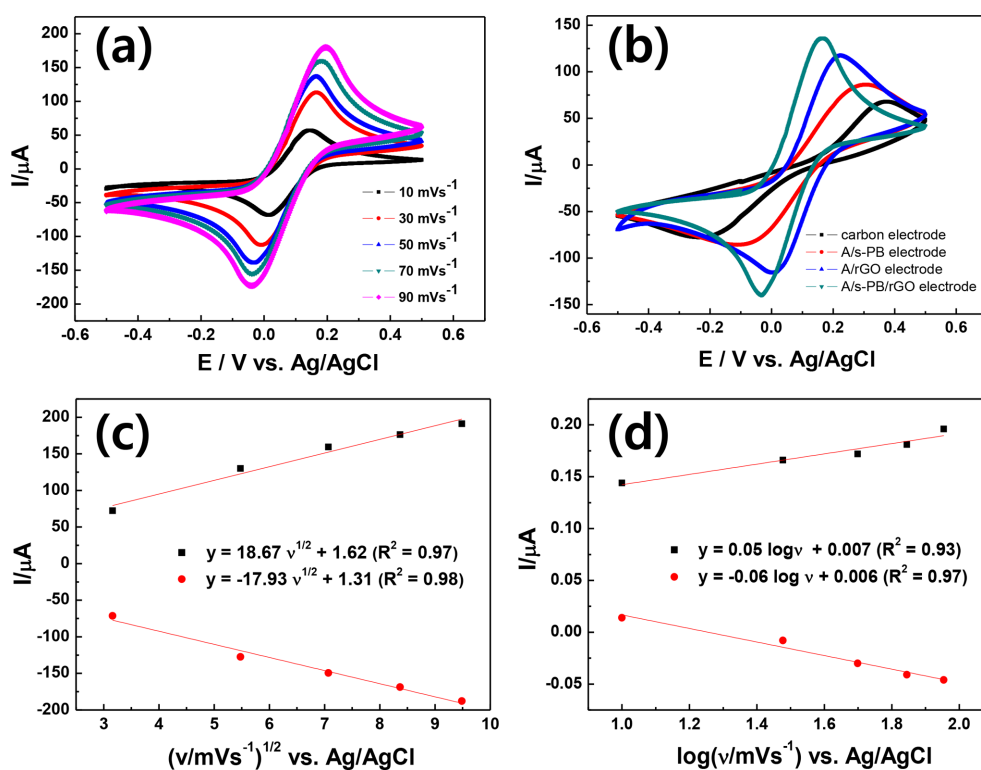 (a)
I/μA
200
150
100
50
0
-50
-100
-150
-200
10 mVs-1
30 mVs-1
50 mVs-1
70 mVs-1
90 mVs-1
-0.6 -0.4 -0.2 0.0 0.2 0.4 0.6
E / V vs. Ag/AgCl
(b)
I/μA
150
100
50
0
-50
-100
-150
carbon electrode
A/s-PB electrode
A/rGO electrode
A/s-PB/rGO electrode
-0.6 -0.4 -0.2 0.0 0.2 0.4 0.6
E / V vs. Ag/AgCl
(c)
I/μA
200
150
100
50
0
-50
-100
-150
-200
y = 18.67 ν1/2 + 1.62 (R2 = 0.97)
y = -17.93 ν1/2 + 1.31 (R2 = 0.98)
3 4 5 6 7 8 9 10
(v/mVs-1)1/2 vs. Ag/AgCl
(d)
I/μA
0.20
0.15
0.10
0.05
0.00
-0.05
y = 0.05 logν + 0.007 (R2 = 0.93)
y = -0.06 log ν + 0.006 (R2 = 0.97)
1.0 1.2 1.4 1.6 1.8 2.0
log(ν/mVs-1) vs. Ag/AgCl